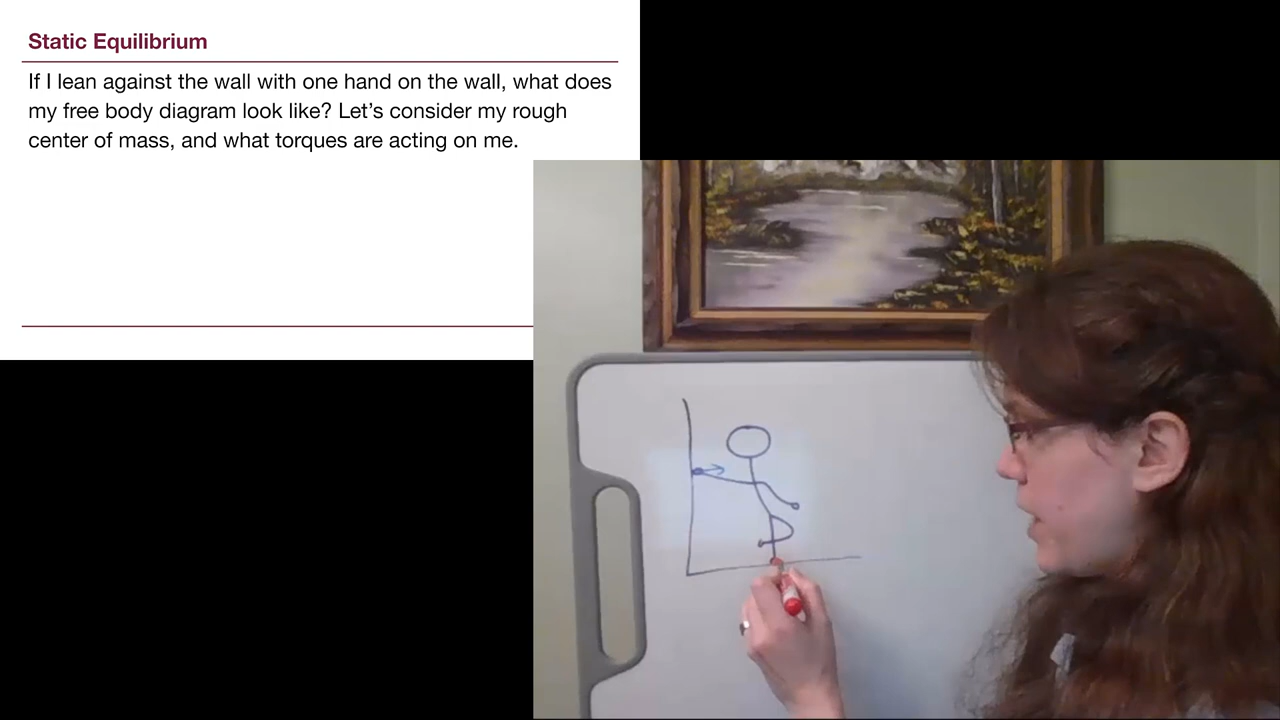 Static Equilibrium
If I lean against the wall with one hand on the wall, what does
my free body diagram look like? Let’s consider my rough
center of mass, and what torques are acting on me.